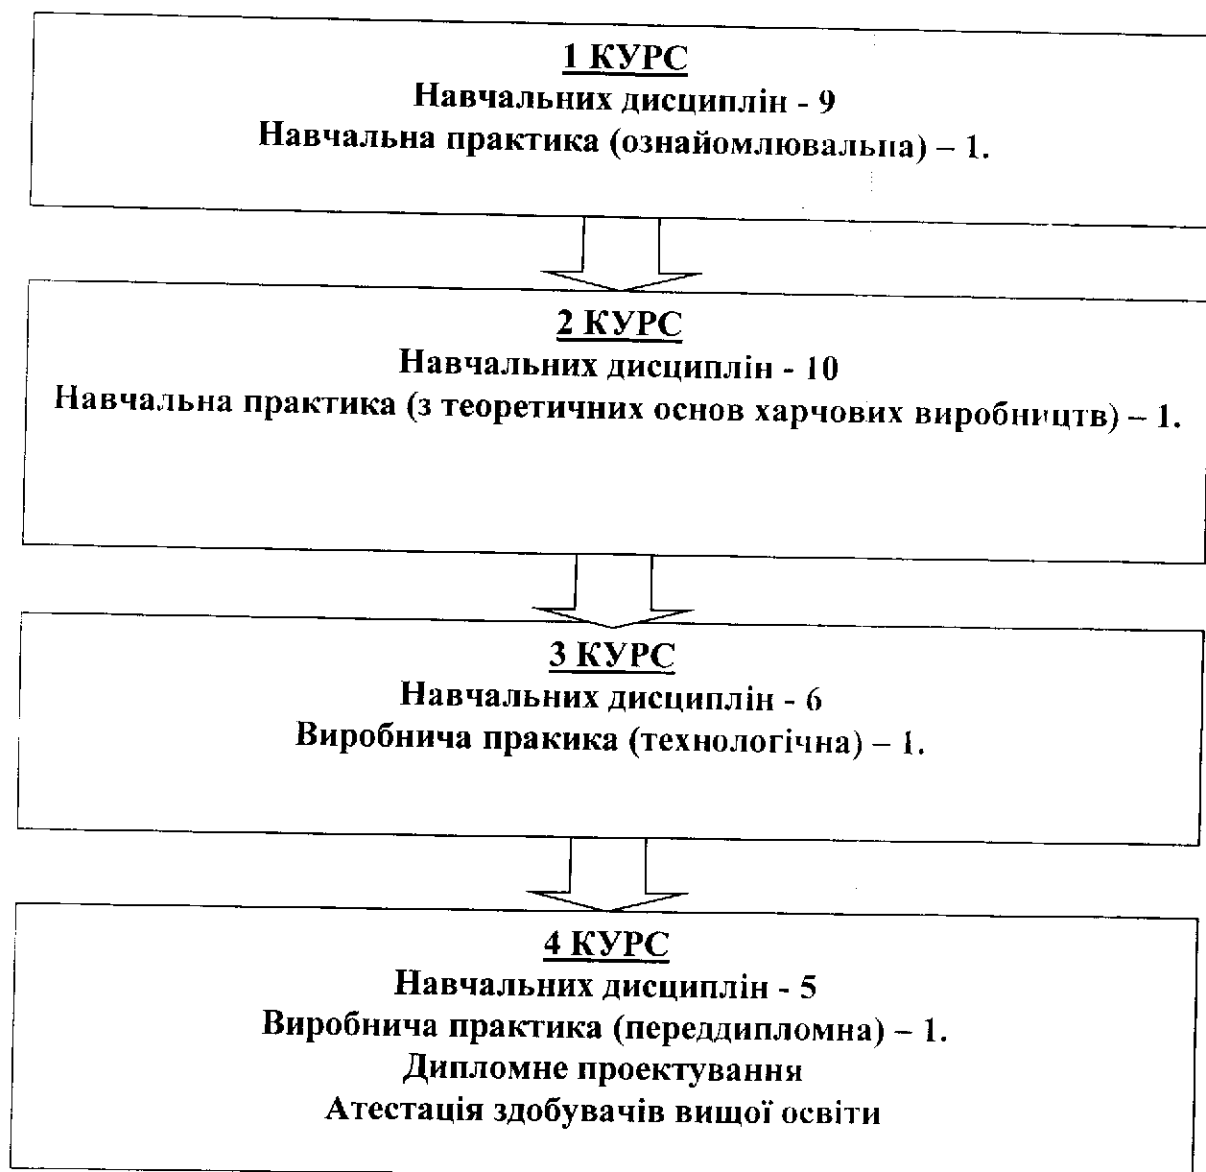 1 КУРС
Навчальних дисциплін - 9
Навчальна практика (ознайомлювальна) – 1.
2 КУРС
Навчальних дисциплін - 10
Навчальна практика (з теоретичних основ харчових виробництв) – 1.
3 КУРС
Навчальних дисциплін - 6
Виробнича пракика (технологічна) – 1.
4 КУРС
Навчальних дисциплін - 5
Виробнича практика (переддипломна) – 1.
Дипломне проектування
Атестація здобувачів вищої освіти